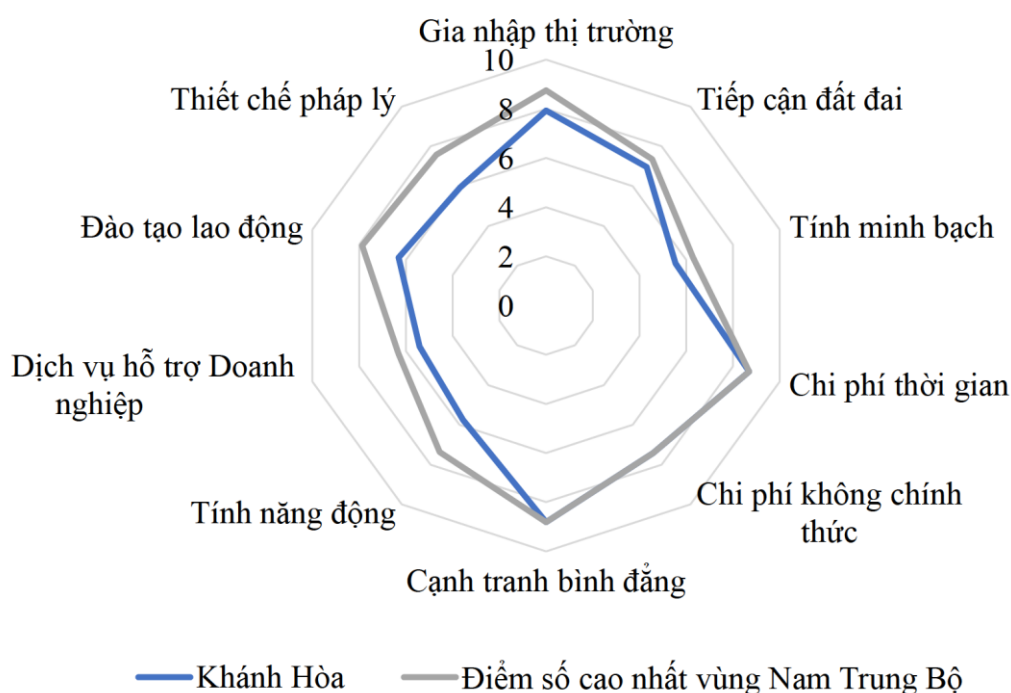 Gia nhập thị trường
10
Thiết chế pháp lý
Tiếp cận đất đai
8
6
Đào tạo lao động
Tính minh bạch
4
2
0
Dịch vụ hỗ trợ Doanh
nghiệp
Chi phí thời gian
Tính năng động
Chi phí không chính
thức
Cạnh tranh bình đẳng
Khánh Hòa
Điểm số cao nhất vùng Nam Trung Bộ